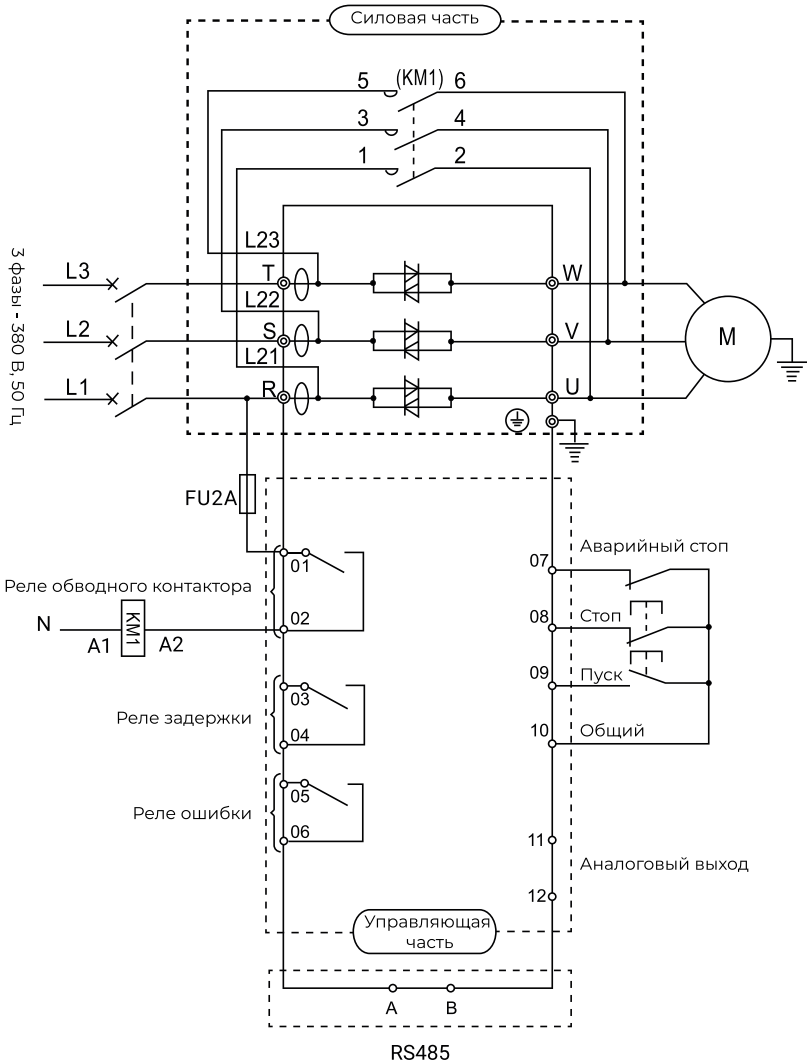 Силовая часть
5 (KM1) 6
3 4
1 2
L23
T
W
L3
L22
S
V
L2
L21
R
U
L1
M
3 фазы - 380 В, 50 Гц
FU2A
01
Реле обводного контактора
02
N
A1
KM1
A2
03
Реле задержки
04
05
Реле ошибки
06
07
Аварийный стоп
08
Стоп
09
Пуск
10
Общий
11
Аналоговый выход
12
Управляющая
часть
A B
RS485